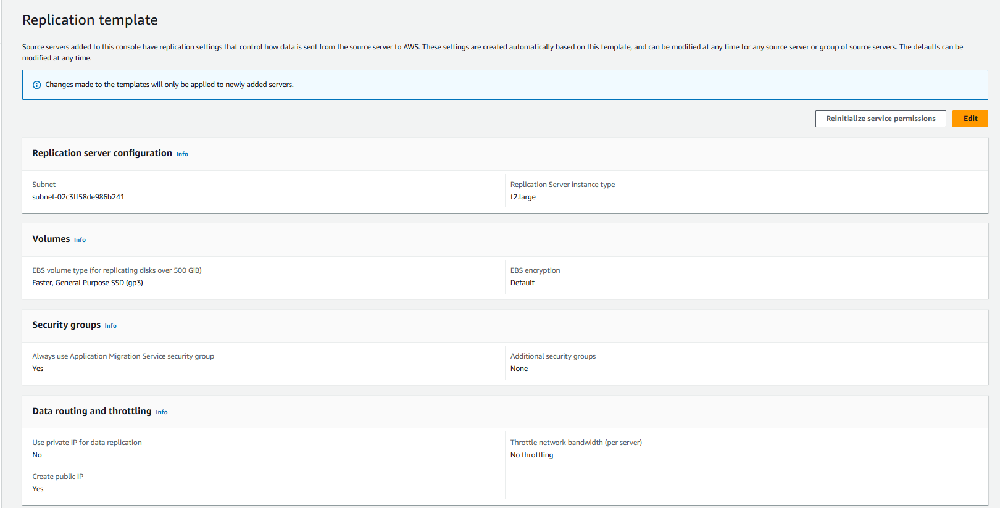 Replication template
Source servers added to this console have replication settings that control how data is sent from the source server to AWS. These settings are created automatically based on this template, and can be modified at any time for any source server or group of source servers. The defaults can be
modified at any time.
Changes made to the templates will only be applied to newly added servers.
Reinitialize service permissions
Edit
Replication server configuration Info
Subnet
subnet-02c3ff58de986b241
Replication Server instance type
t2.large
Volumes Info
EBS volume type (for replicating disks over 500 GiB)
Faster, General Purpose SSD (gp3)
EBS encryption
Default
Security groups Info
Always use Application Migration Service security group
Yes
Additional security groups
None
Data routing and throttling Info
Use private IP for data replication
No
Create public IP
Yes
Throttle network bandwidth (per server)
No throttling